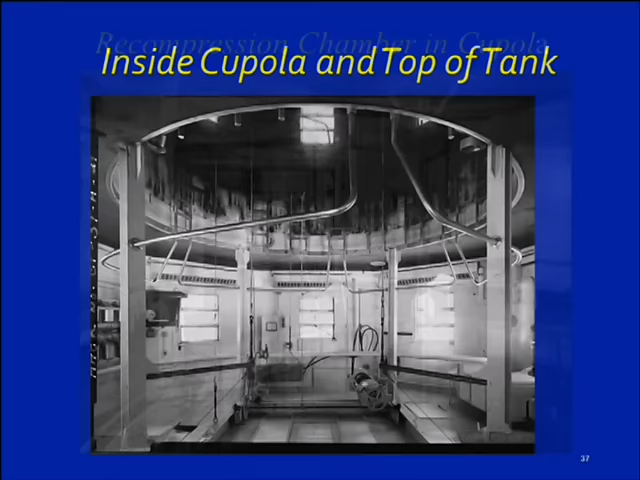 Recompression Chamber in Cupola
Inside Cupola and Top of Tank
37